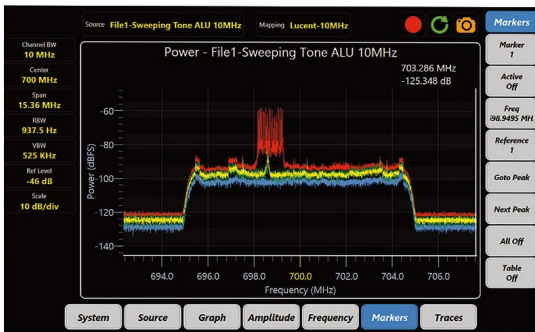 Source File1-Sweeping Tone ALU 10MHz Mapping Lucent-10MHz
Markers
Channel BW
10 MHz
Center
700 MHz
Span
15.36 MHz
RBW
937.5 Hz
VBW
525 KHz
Ref Level
-46 dB
Scale
10 dB/div
Power - File1-Sweeping Tone ALU 10MHz
703.286 MHz
-125.348 dB
Power (dBFS)
-60
-80
-100
-120
-140
694.0 696.0 698.0 700.0 702.0 704.0 706.0
Frequency (MHz)
Marker
1
Active
Off
Freq
698.9495 MH
Reference
1
Goto Peak
Next Peak
All Off
Table
Off
System Source Graph Amplitude Frequency Markers Traces